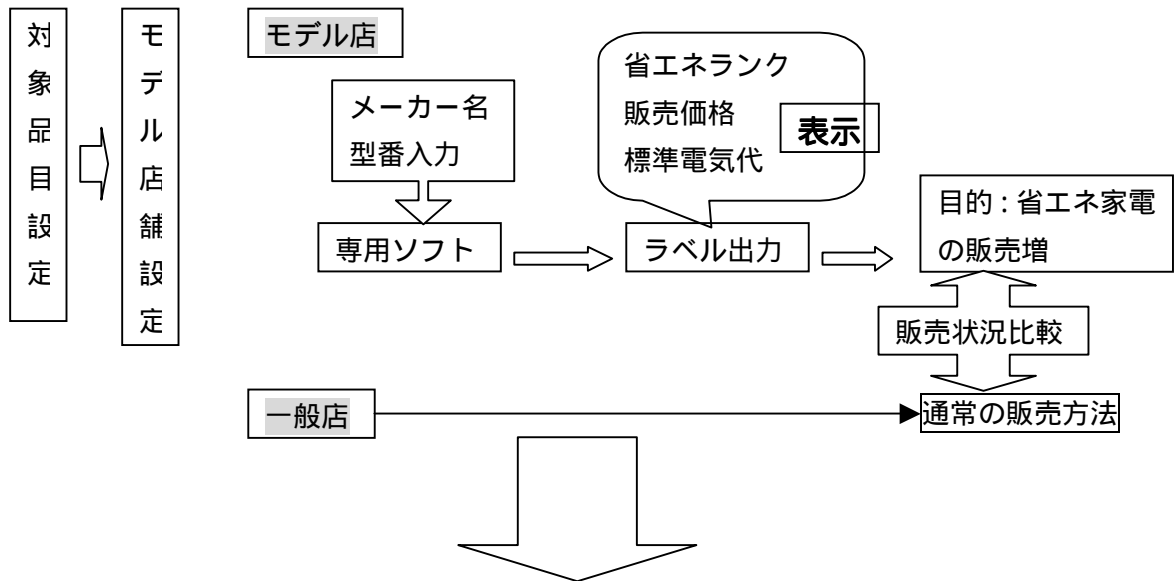 対象品目設定
モデル店舗設定
モデル店
メーカー名
型番入力
専用ソフト
省エネランク
販売価格
標準電気代
表示
ラベル出力
目的:省エネ家電
の販売増
販売状況比較
一般店
通常の販売方法